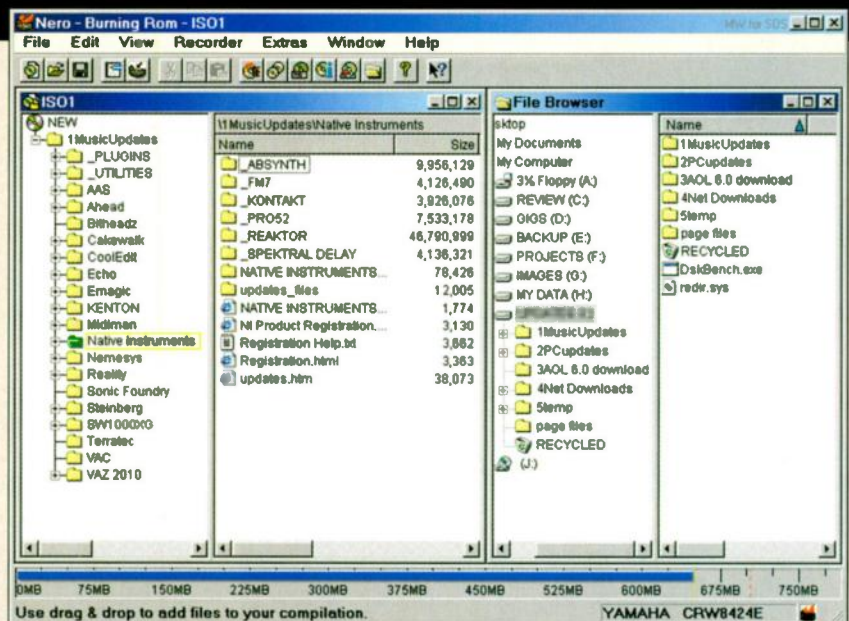 Nero - Burning Rom - ISO1
MW for SOS
File Edit View Recorder Extras Window Help
ISO1
NEW
1MusicUpdates
_PLUGINS
_UTILITIES
AAS
Ahead
Bitheadz
Cakewalk
CoolEdit
Echo
Emagic
KENTON
Midiman
Native Instruments
Nemesys
Reality
Sonic Foundry
Steinberg
SW1000XG
Terratec
VAC
VAZ 2010
\1MusicUpdates\Native Instruments
Name Size
_ABSYNTH 9,956,129
_FM7 4,126,490
_KONTAKT 3,926,076
_PRO52 7,533,178
_REAKTOR 46,790,999
_SPEKTRAL DELAY 4,136,321
NATIVE INSTRUMENTS... 78,426
updates_files 12,005
NATIVE INSTRUMENTS... 1,774
NI Product Registration.... 3,130
Registration Help.txt 3,662
Registration.html 3,363
updates.htm 38,073
File Browser
sktop
My Documents
My Computer
3½ Floppy (A:)
REVIEW (C:)
GIGS (D:)
BACKUP (E:)
PROJECTS (F:)
IMAGES (G:)
MY DATA (H:)
1MusicUpdates
2PCupdates
3AOL 6.0 download
4Net Downloads
5temp
page files
RECYCLED
(J:)
Name
1MusicUpdates
2PCupdates
3AOL 6.0 download
4Net Downloads
5temp
page files
RECYCLED
DskBench.exe
redir.sys
0MB 75MB 150MB 225MB 300MB 375MB 450MB 525MB 600MB 675MB 750MB
Use drag & drop to add files to your compilation.
YAMAHA CRW8424E